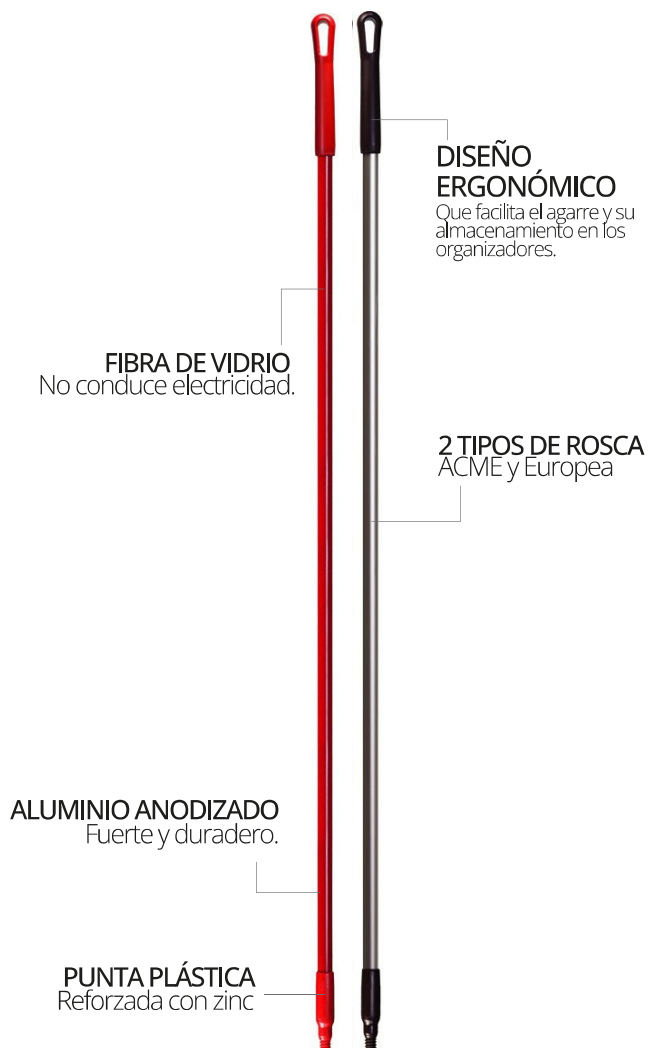 DISEÑO
ERGONÓMICO
Que facilita el agarre y su
almacenamiento en los
organizadores.
FIBRA DE VIDRIO
No conduce electricidad.
2 TIPOS DE ROSCA
ACME y Europea
ALUMINIO ANODIZADO
Fuerte y duradero.
PUNTA PLÁSTICA
Reforzada con zinc